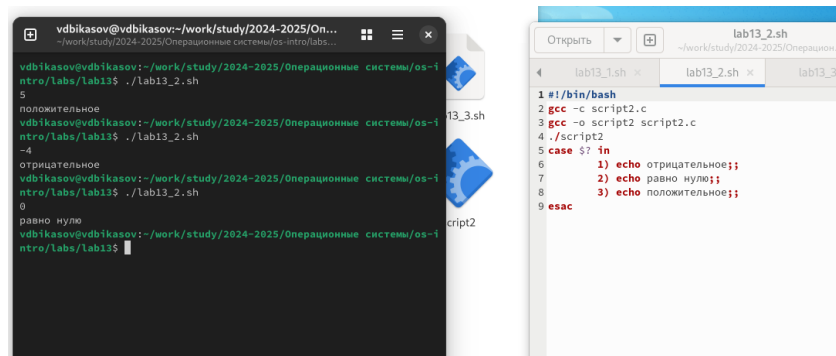 vdbikasov@vdbikasov:~/work/study/2024-2025/Оп...
~/work/study/2024-2025/Операционные системы/os-intro/labs...
vdbikasov@vdbikasov:~/work/study/2024-2025/Операционные системы/os-i
ntro/labs/lab13$ ./lab13_2.sh
5
положительное
vdbikasov@vdbikasov:~/work/study/2024-2025/Операционные системы/os-i
ntro/labs/lab13$ ./lab13_2.sh
-4
отрицательное
vdbikasov@vdbikasov:~/work/study/2024-2025/Операционные системы/os-i
ntro/labs/lab13$ ./lab13_2.sh
0
равно нулю
vdbikasov@vdbikasov:~/work/study/2024-2025/Операционные системы/os-i
ntro/labs/lab13$
13_3.sh
cript2
Открыть
lab13_2.sh
~/work/study/2024-2025/Операцион
lab13_1.sh × lab13_2.sh × lab13_3
1 #!/bin/bash
2 gcc -c script2.c
3 gcc -o script2 script2.c
4 ./script2
5 case $? in
6 1) echo отрицательное;;
7 2) echo равно нулю;;
8 3) echo положительное;;
9 esac